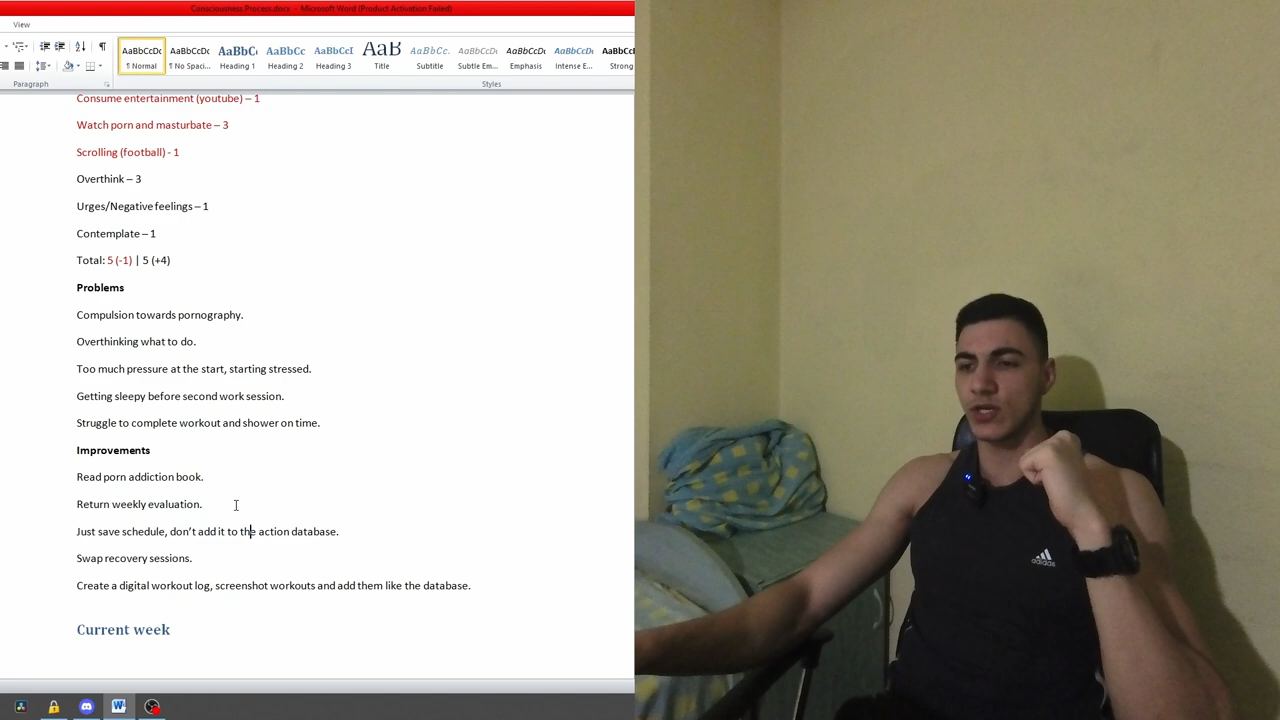 Consciousness Process.docx - Microsoft Word (Product Activation Failed)
View
AaBbCcDc AaBbCcDc AaBbC AaBbCc AaBbCcI AaB AaBbCc. AaBbCcDc AaBbCcDc AaBbCcDc AaBbCcDc
¶ Normal ¶ No Spaci... Heading 1 Heading 2 Heading 3 Title Subtitle Subtle Em... Emphasis Intense E... Strong
Paragraph Styles
Consume entertainment (youtube) – 1
Watch porn and masturbate – 3
Scrolling (football) - 1
Overthink – 3
Urges/Negative feelings – 1
Contemplate – 1
Total: 5 (-1) | 5 (+4)
Problems
Compulsion towards pornography.
Overthinking what to do.
Too much pressure at the start, starting stressed.
Getting sleepy before second work session.
Struggle to complete workout and shower on time.
Improvements
Read porn addiction book.
Return weekly evaluation.
Just save schedule, don't add it to the action database.
Swap recovery sessions.
Create a digital workout log, screenshot workouts and add them like the database.
Current week
adidas